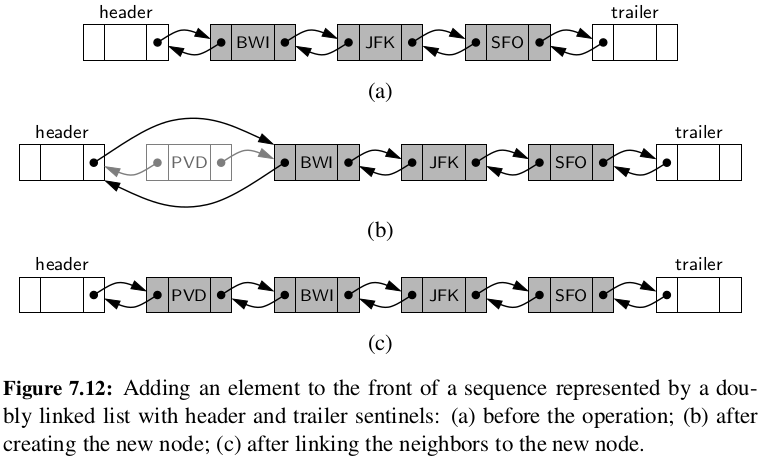 header trailer
BWI JFK SFO
(a)
header trailer
PVD BWI JFK SFO
(b)
header trailer
PVD BWI JFK SFO
(c)
Figure 7.12: Adding an element to the front of a sequence represented by a dou-
bly linked list with header and trailer sentinels: (a) before the operation; (b) after
creating the new node; (c) after linking the neighbors to the new node.